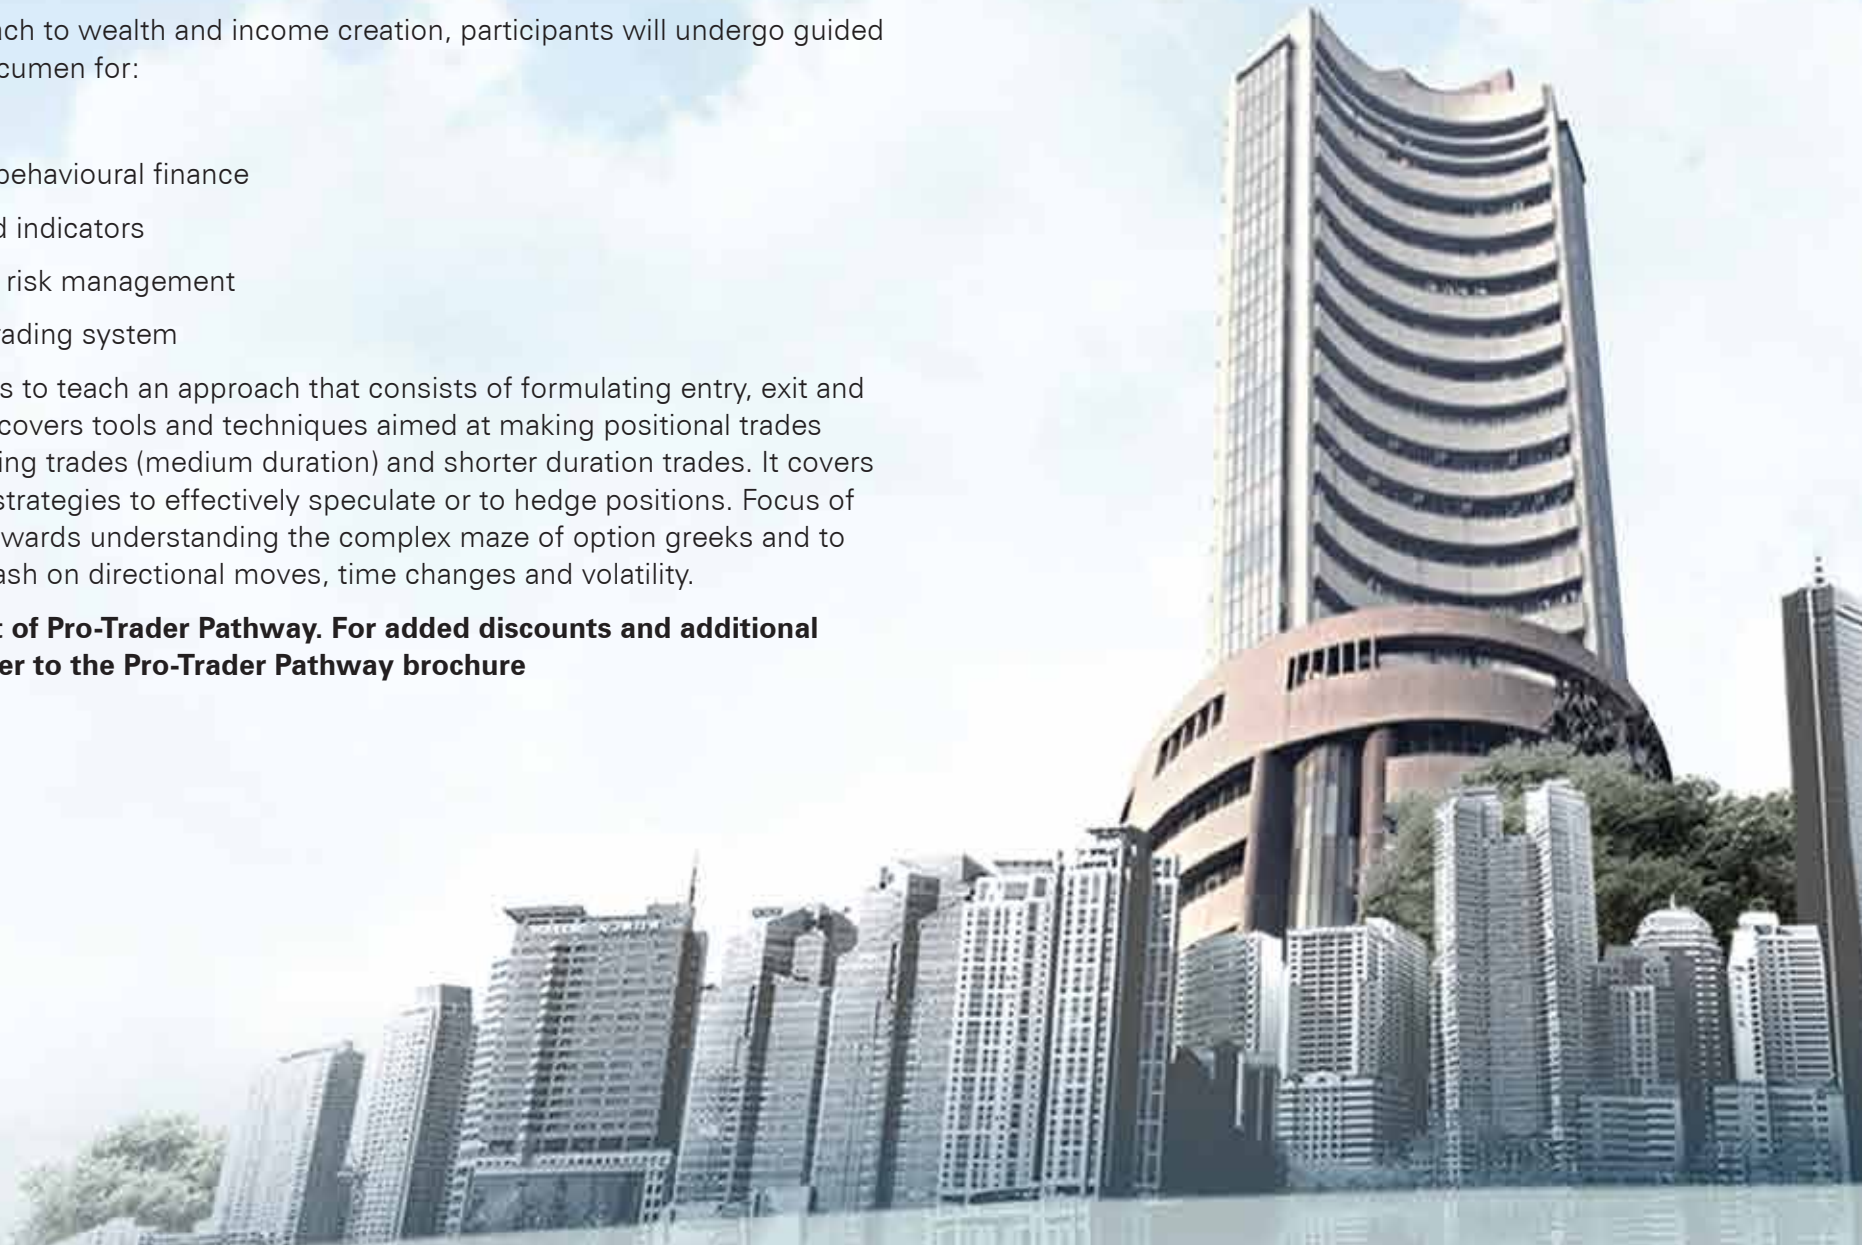 ach to wealth and income creation, participants will undergo guided
cumen for:
behavioural finance
d indicators
risk management
rading system
s to teach an approach that consists of formulating entry, exit and
covers tools and techniques aimed at making positional trades
ing trades (medium duration) and shorter duration trades. It covers
strategies to effectively speculate or to hedge positions. Focus of
wards understanding the complex maze of option greeks and to
ash on directional moves, time changes and volatility.
t of Pro-Trader Pathway. For added discounts and additional
er to the Pro-Trader Pathway brochure